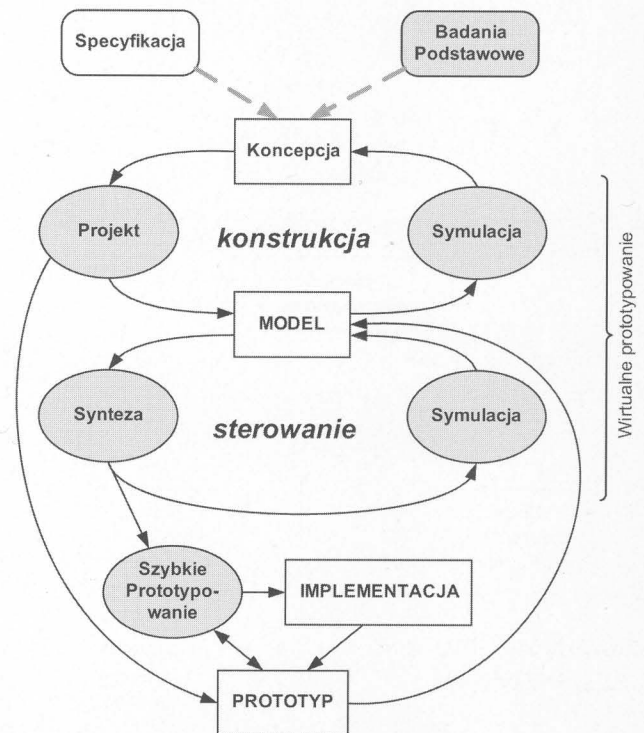 Specyfikacja
Badania
Podstawowe
Koncepcja
Projekt
konstrukcja
Symulacja
MODEL
Synteza
sterowanie
Symulacja
Wirtualne prototypowanie
Szybkie
Prototypo-
wanie
IMPLEMENTACJA
PROTOTYP